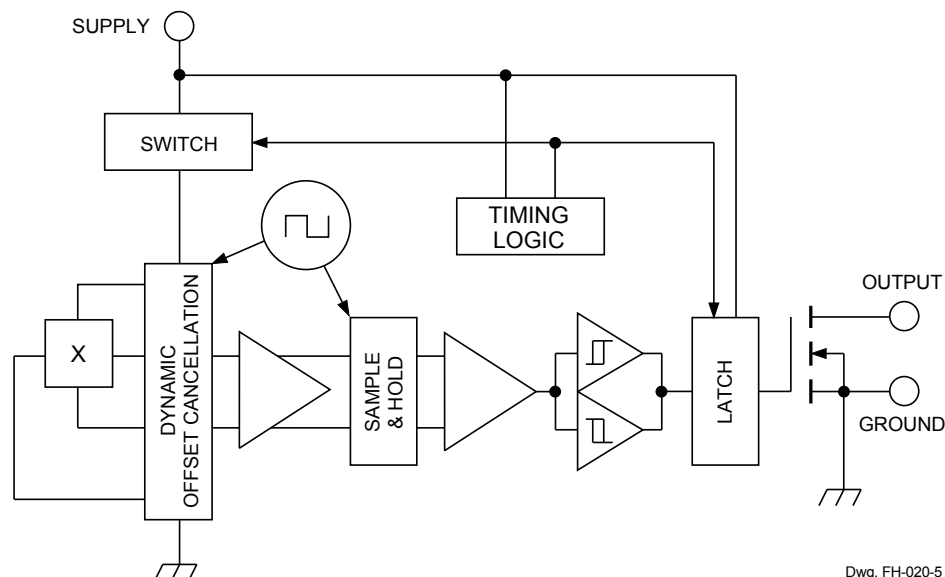 SUPPLY
SWITCH
TIMING
LOGIC
X
DYNAMIC
OFFSET CANCELLATION
SAMPLE
& HOLD
LATCH
OUTPUT
GROUND
Dwg. FH-020-5